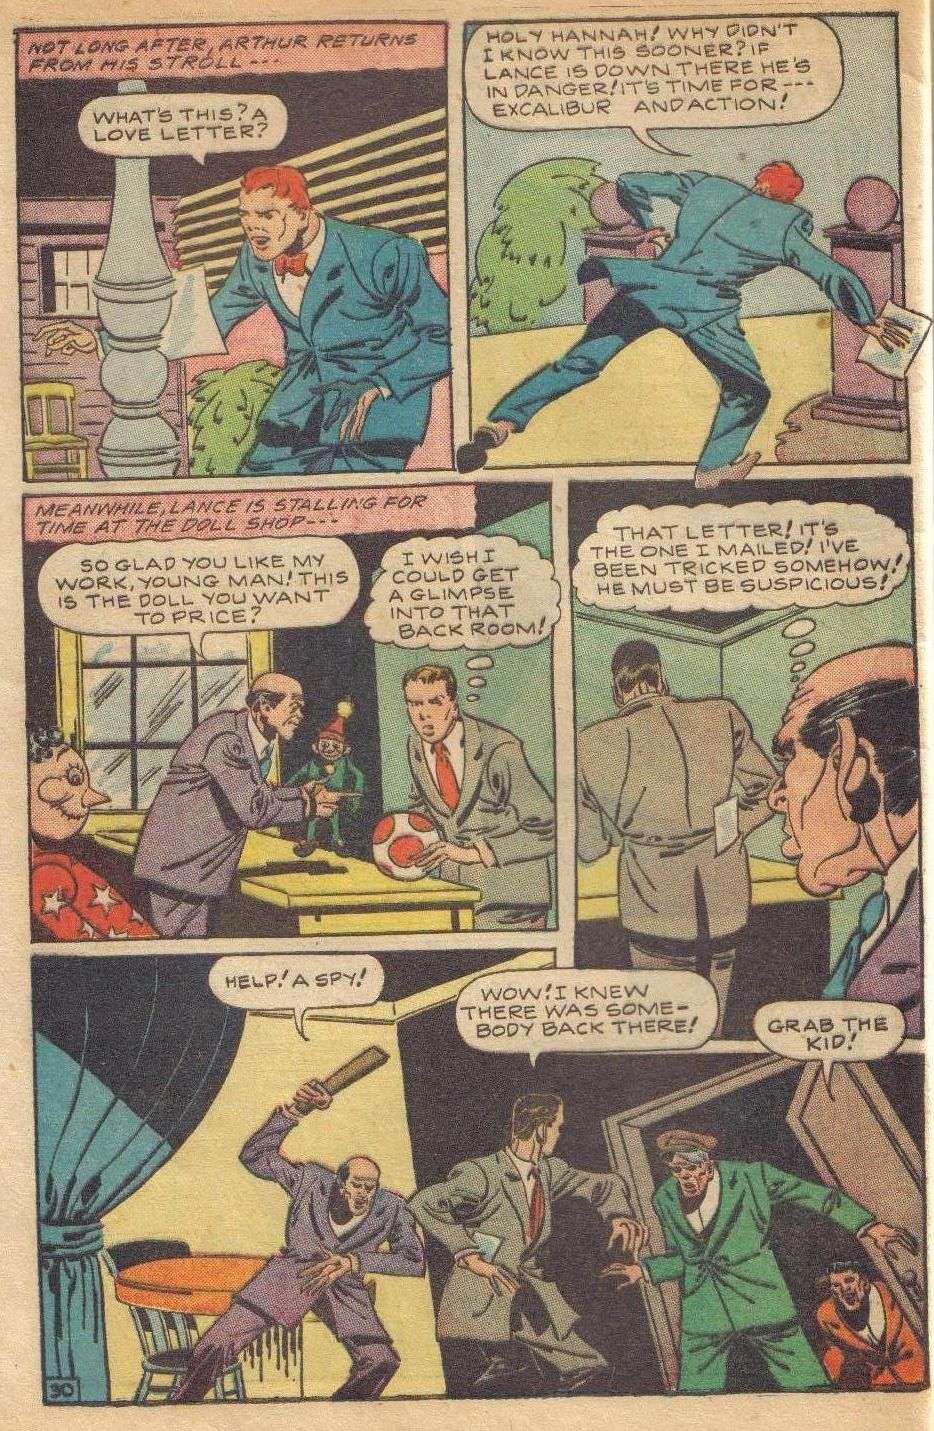 NOT LONG AFTER, ARTHUR RETURNS
FROM HIS STROLL ---
WHAT'S THIS? A
LOVE LETTER?
HOLY HANNAH! WHY DIDN'T
I KNOW THIS SOONER? IF
LANCE IS DOWN THERE HE'S
IN DANGER! IT'S TIME FOR ---
EXCALIBUR AND ACTION!
MEANWHILE, LANCE IS STALLING FOR
TIME AT THE DOLL SHOP---
SO GLAD YOU LIKE MY
WORK, YOUNG MAN! THIS
IS THE DOLL YOU WANT
TO PRICE?
I WISH I
COULD GET
A GLIMPSE
INTO THAT
BACK ROOM!
THAT LETTER! IT'S
THE ONE I MAILED! I'VE
BEEN TRICKED SOMEHOW!
HE MUST BE SUSPICIOUS!
HELP! A SPY!
WOW! I KNEW
THERE WAS SOME-
BODY BACK THERE!
GRAB THE
KID!
30